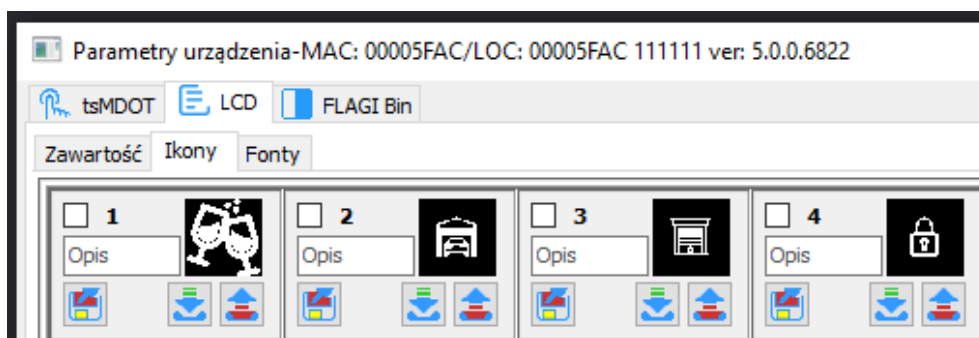 Parametry urządzenia-MAC: 00005FAC/LOC: 00005FAC 111111 ver: 5.0.0.6822
tsMDOT LCD FLAGI Bin
Zawartość Ikony Fonty
1 2 3 4
Opis Opis Opis Opis